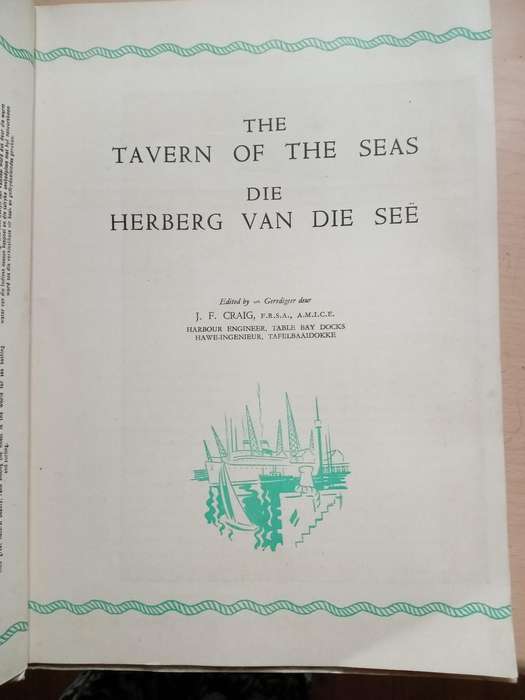 THE
TAVERN OF THE SEAS
DIE
HERBERG VAN DIE SEË
Edited by — Geredigeer deur
J. F. CRAIG, F.R.S.A., A.M.I.C.E.
HARBOUR ENGINEER, TABLE BAY DOCKS
HAWE-INGENIEUR, TAFELBAAIDOKKE